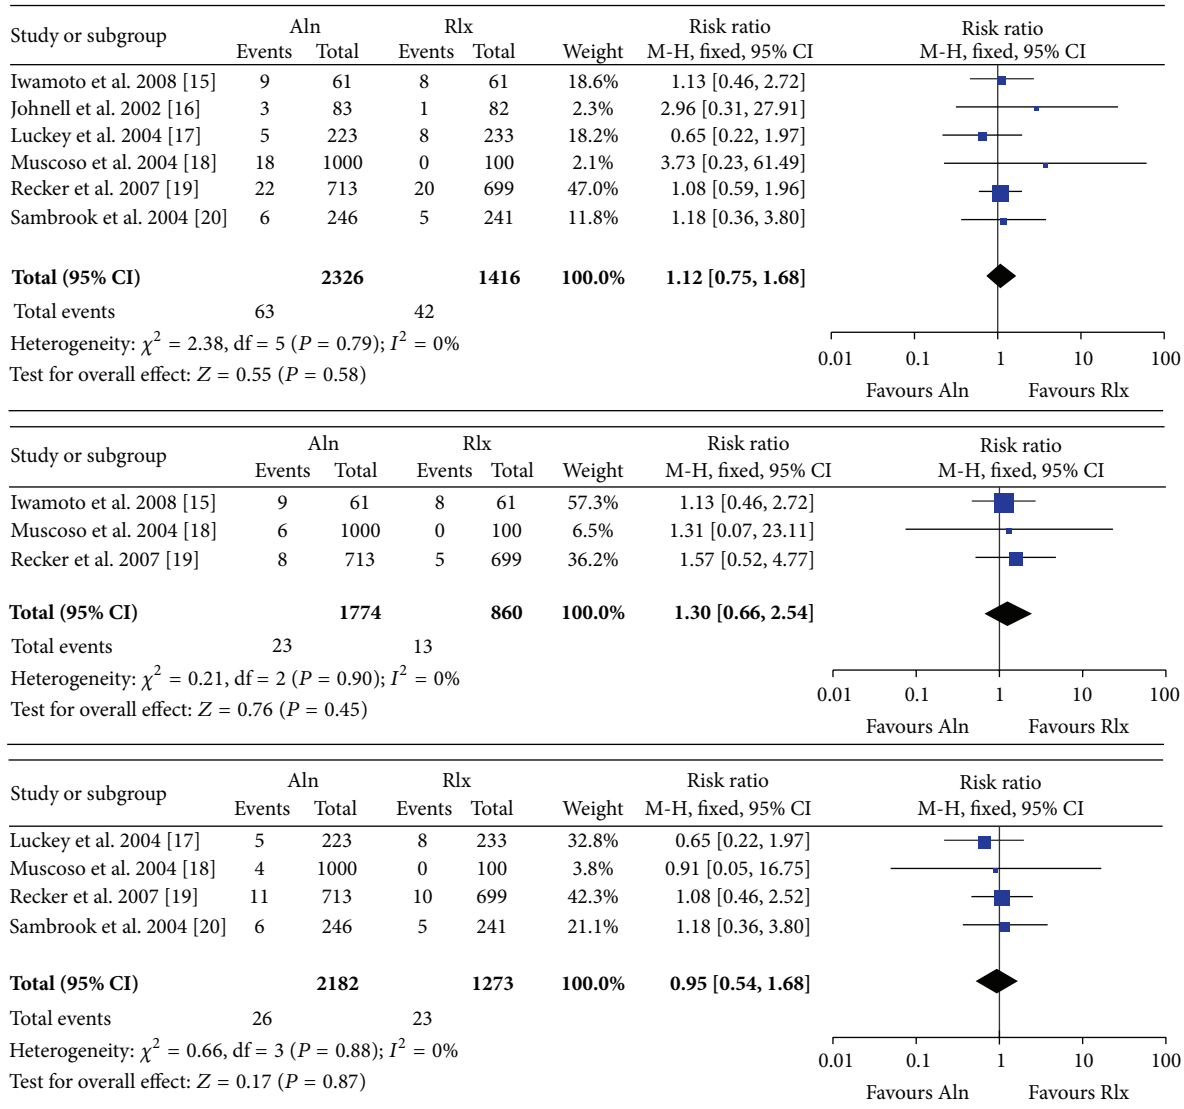 Study or subgroup Aln Rlx Risk ratio Risk ratio
Events Total Events Total Weight M-H, fixed, 95% CI M-H, fixed, 95% CI
Iwamoto et al. 2008 [15] 9 61 8 61 18.6% 1.13 [0.46, 2.72]
Johnell et al. 2002 [16] 3 83 1 82 2.3% 2.96 [0.31, 27.91]
Luckey et al. 2004 [17] 5 223 8 233 18.2% 0.65 [0.22, 1.97]
Muscoso et al. 2004 [18] 18 1000 0 100 2.1% 3.73 [0.23, 61.49]
Recker et al. 2007 [19] 22 713 20 699 47.0% 1.08 [0.59, 1.96]
Sambrook et al. 2004 [20] 6 246 5 241 11.8% 1.18 [0.36, 3.80]
Total (95% CI) 2326 1416 100.0% 1.12 [0.75, 1.68]
Total events 63 42
Heterogeneity: χ² = 2.38, df = 5 (P = 0.79); I² = 0%
Test for overall effect: Z = 0.55 (P = 0.58)
0.01 0.1 1 10 100
Favours Aln Favours Rlx
Study or subgroup Aln Rlx Risk ratio Risk ratio
Events Total Events Total Weight M-H, fixed, 95% CI M-H, fixed, 95% CI
Iwamoto et al. 2008 [15] 9 61 8 61 57.3% 1.13 [0.46, 2.72]
Muscoso et al. 2004 [18] 6 1000 0 100 6.5% 1.31 [0.07, 23.11]
Recker et al. 2007 [19] 8 713 5 699 36.2% 1.57 [0.52, 4.77]
Total (95% CI) 1774 860 100.0% 1.30 [0.66, 2.54]
Total events 23 13
Heterogeneity: χ² = 0.21, df = 2 (P = 0.90); I² = 0%
Test for overall effect: Z = 0.76 (P = 0.45)
0.01 0.1 1 10 100
Favours Aln Favours Rlx
Study or subgroup Aln Rlx Risk ratio Risk ratio
Events Total Events Total Weight M-H, fixed, 95% CI M-H, fixed, 95% CI
Luckey et al. 2004 [17] 5 223 8 233 32.8% 0.65 [0.22, 1.97]
Muscoso et al. 2004 [18] 4 1000 0 100 3.8% 0.91 [0.05, 16.75]
Recker et al. 2007 [19] 11 713 10 699 42.3% 1.08 [0.46, 2.52]
Sambrook et al. 2004 [20] 6 246 5 241 21.1% 1.18 [0.36, 3.80]
Total (95% CI) 2182 1273 100.0% 0.95 [0.54, 1.68]
Total events 26 23
Heterogeneity: χ² = 0.66, df = 3 (P = 0.88); I² = 0%
Test for overall effect: Z = 0.17 (P = 0.87)
0.01 0.1 1 10 100
Favours Aln Favours Rlx